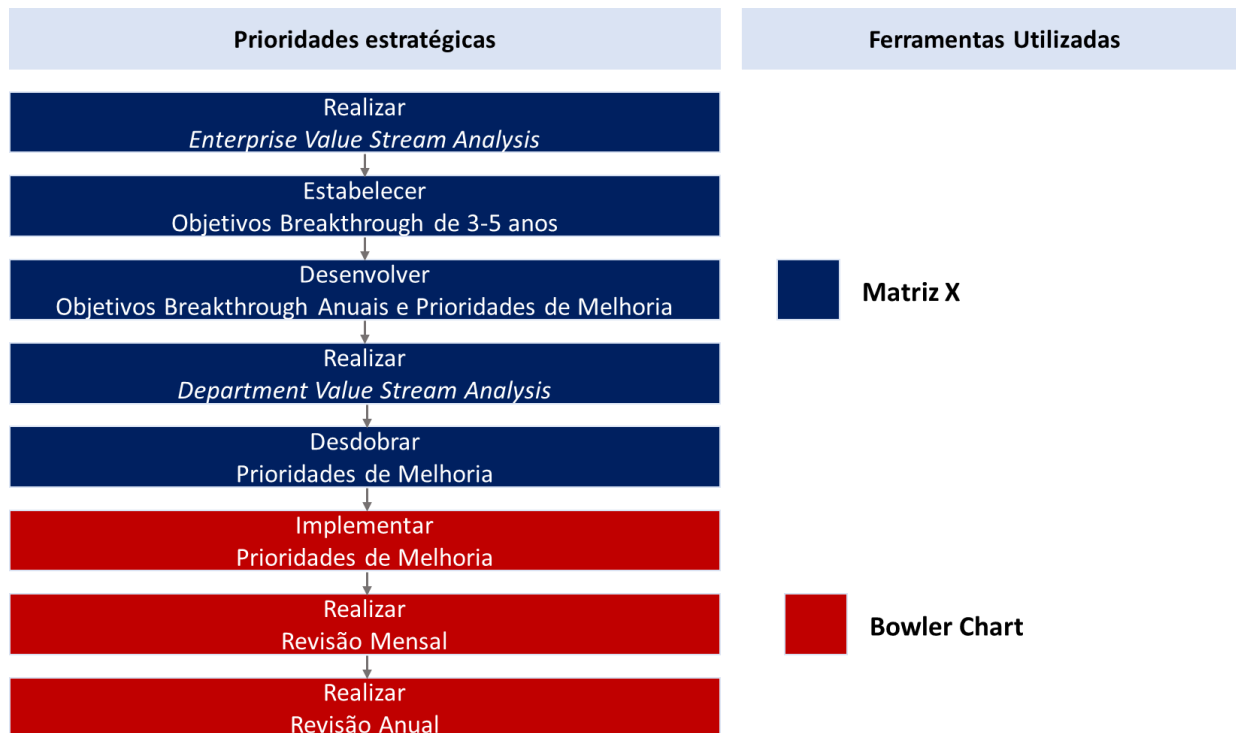 Prioridades estratégicas
Ferramentas Utilizadas
Realizar
Enterprise Value Stream Analysis
Estabelecer
Objetivos Breakthrough de 3-5 anos
Desenvolver
Objetivos Breakthrough Anuais e Prioridades de Melhoria
Matriz X
Realizar
Department Value Stream Analysis
Desdobrar
Prioridades de Melhoria
Implementar
Prioridades de Melhoria
Realizar
Revisão Mensal
Bowler Chart
Realizar
Revisão Anual